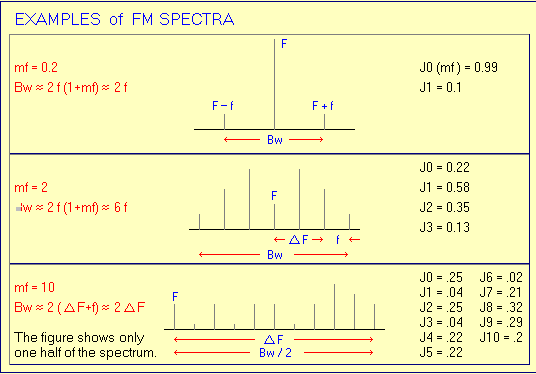 EXAMPLES of FM SPECTRA
mf = 0.2
Bw ≈ 2 f (1+mf) ≈ 2 f
F
F – f
F + f
Bw
J0 (mf ) = 0.99
J1 = 0.1
mf = 2
≈ 2 f (1+mf) ≈ 6 f
F
← △ F → f ←
Bw
J0 = 0.22
J1 = 0.58
J2 = 0.35
J3 = 0.13
mf = 10
Bw ≈ 2 ( △ F+f) ≈ 2 △ F
The figure shows only
one half of the spectrum.
F
△ F
Bw / 2
J0 = .25 J6 = .02
J1 = .04 J7 = .21
J2 = .25 J8 = .32
J3 = .04 J9 = .29
J4 = .22 J10 = .2
J5 = .22